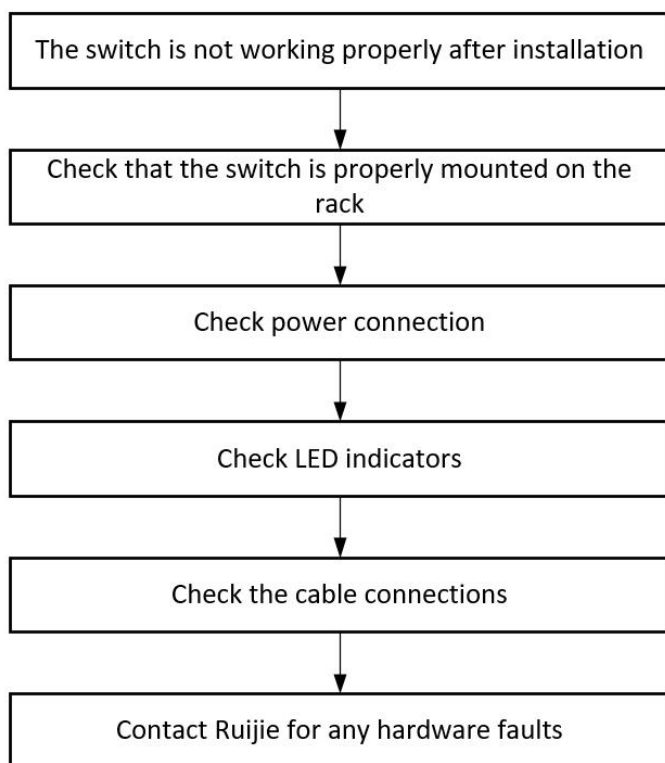 The switch is not working properly after installation
Check that the switch is properly mounted on the
rack
Check power connection
Check LED indicators
Check the cable connections
Contact Ruijie for any hardware faults